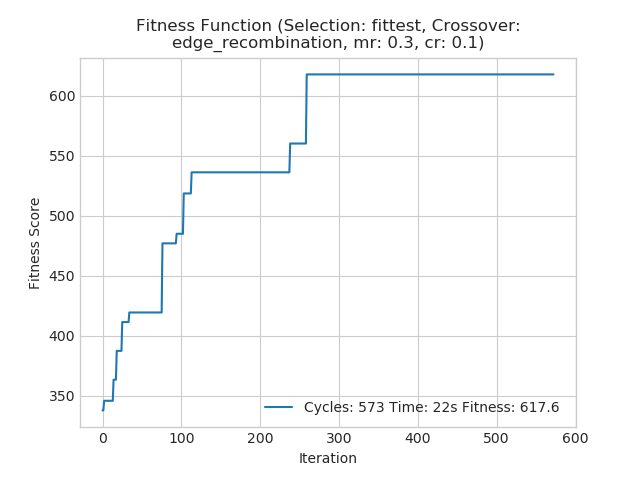 Fitness Function (Selection: fittest, Crossover:
edge_recombination, mr: 0.3, cr: 0.1)
Fitness Score
600
550
500
450
400
350
Cycles: 573 Time: 22s Fitness: 617.6
0 100 200 300 400 500 600
Iteration